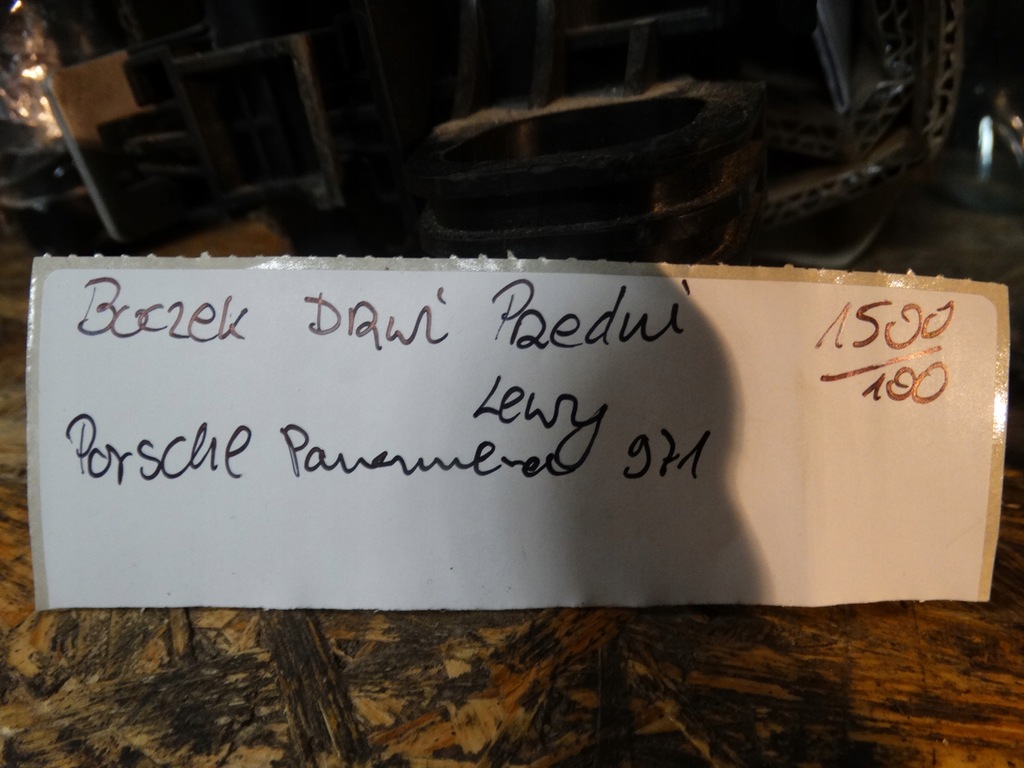 Boczek DRZWI PRZEdNi
Lewy
Porsche Panamera 971
1500
100